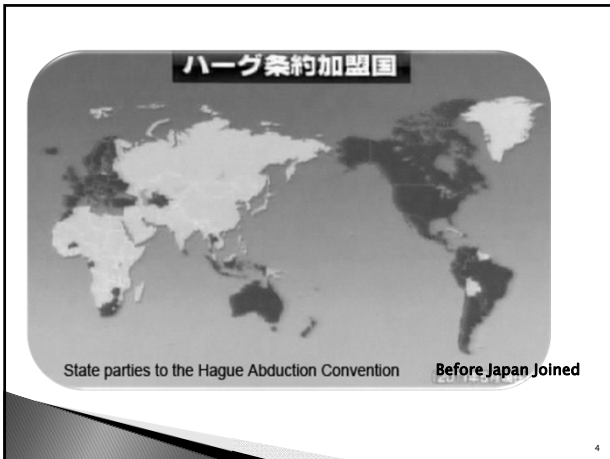 ハーグ条約加盟国
State parties to the Hague Abduction Convention
Before Japan Joined
4